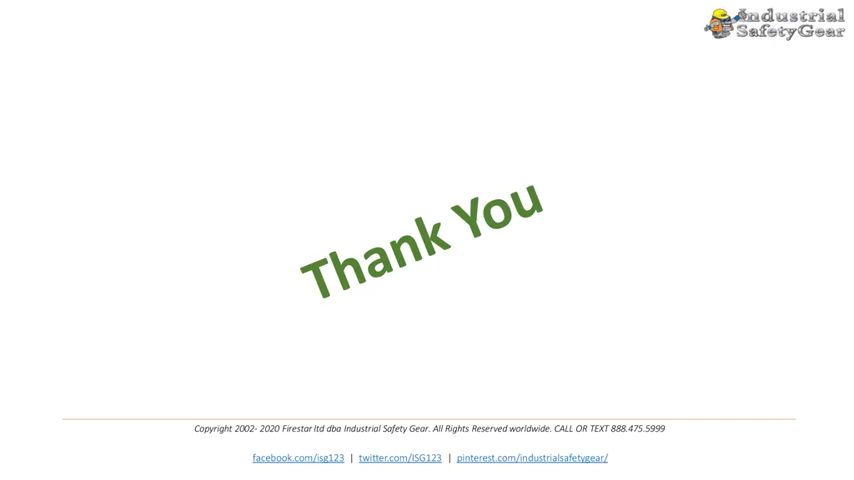 Industrial
SafetyGear
Thank You
Copyright 2002- 2020 Firestar ltd dba Industrial Safety Gear. All Rights Reserved worldwide. CALL OR TEXT 888.475.5999
facebook.com/isg123 | twitter.com/ISG123 | pinterest.com/industrialsafetygear/